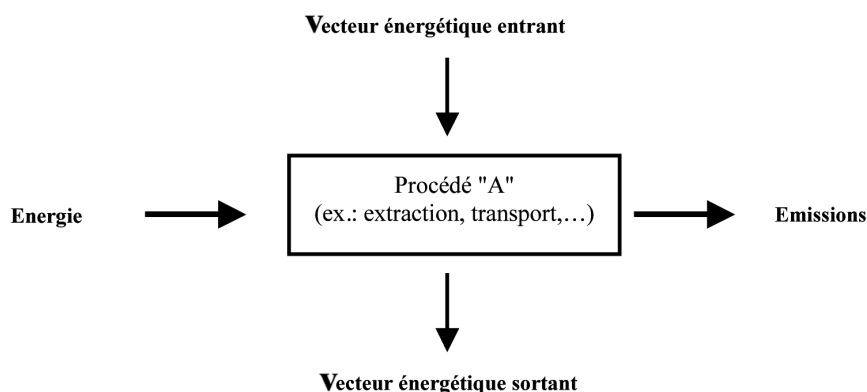 Vecteur énergétique entrant
Procédé "A"
(ex.: extraction, transport,…)
Energie
Emissions
Vecteur énergétique sortant